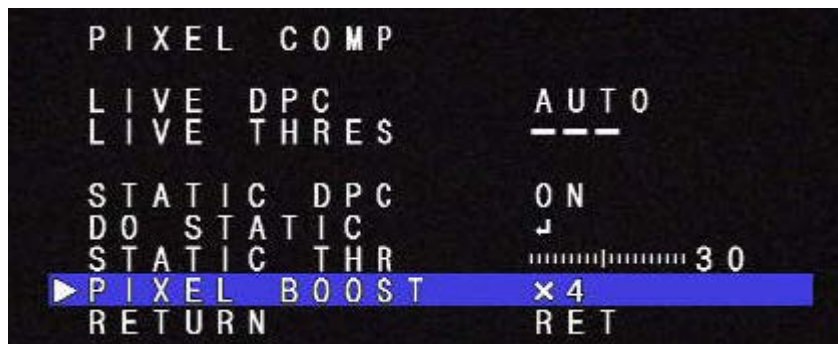 PIXEL COMP
LIVE DPC AUTO
LIVE THRES ---
STATIC DPC ON
DO STATIC ↲
STATIC THR 30
PIXEL BOOST ×4
RETURN RET